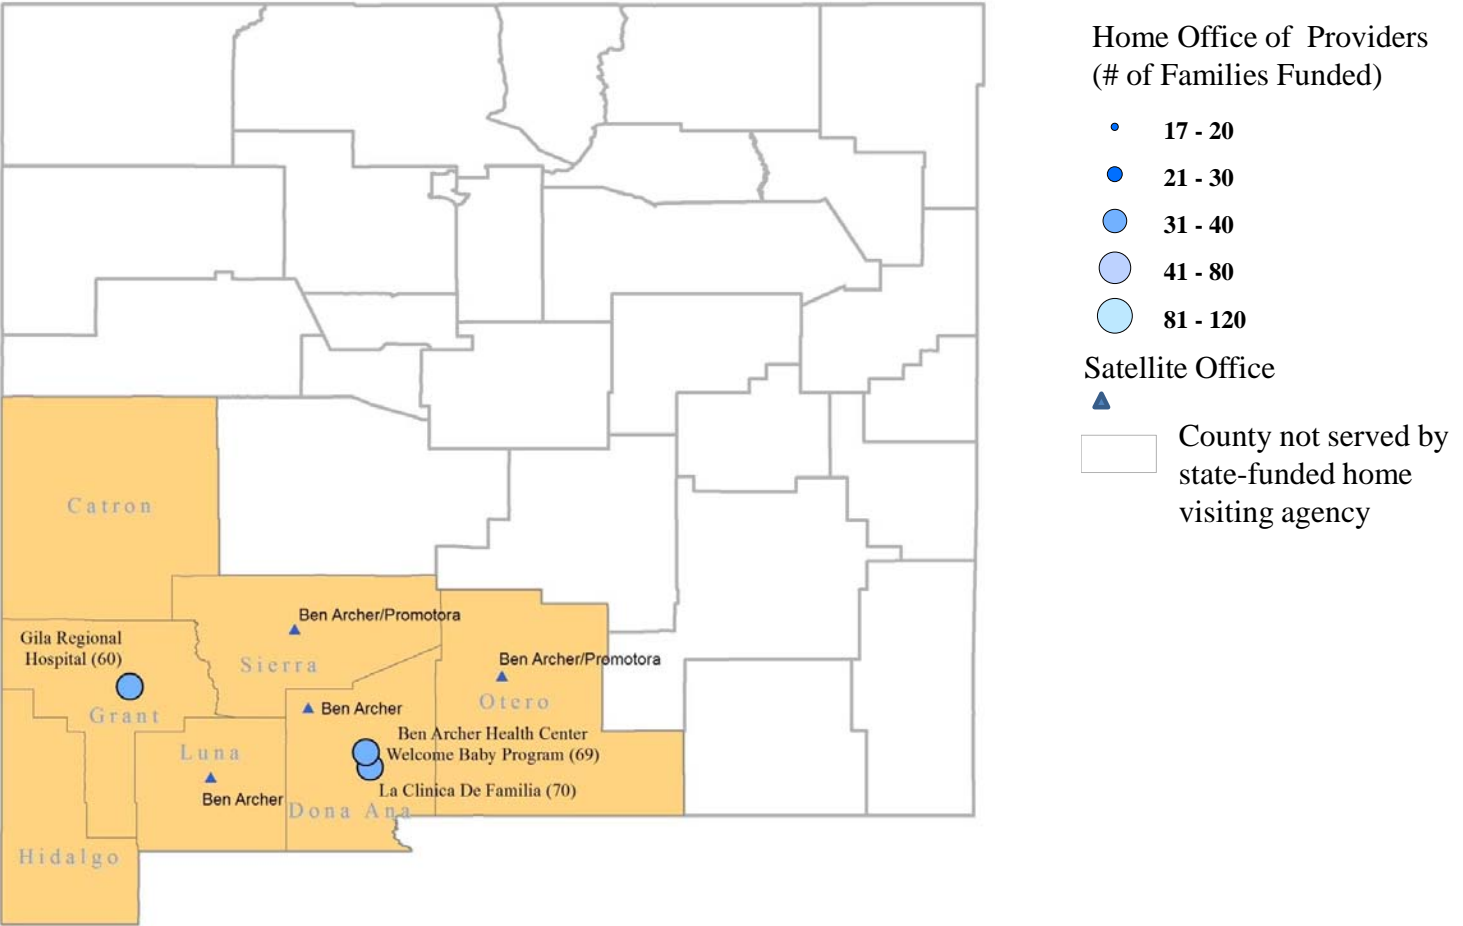 Home Office of Providers
(# of Families Funded)
17 - 20
21 - 30
31 - 40
41 - 80
81 - 120
Satellite Office
County not served by
state-funded home
visiting agency
Catron
Ben Archer/Promotora
Gila Regional
Hospital (60)
Sierra
Ben Archer/Promotora
Otero
Grant
Ben Archer
Ben Archer Health Center
Welcome Baby Program (69)
Luna
La Clinica De Familia (70)
Ben Archer
Dona Ana
Hidalgo